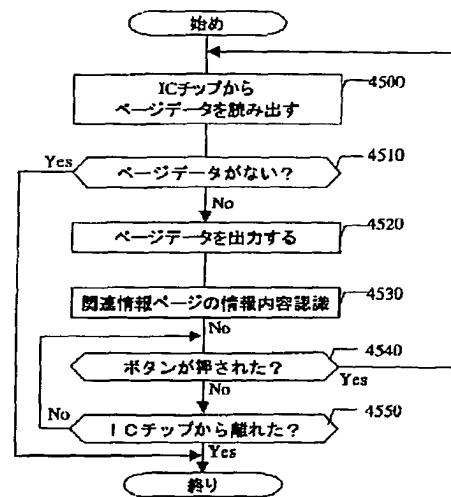 始め
ICチップから
ページデータを読み出す
4500
Yes
ページデータがない？
4510
No
ページデータを出力する
4520
関連情報ページの情報内容認識
4530
No
ボタンが押された？
4540
Yes
No
No
ＩＣチップから離れた？
4550
Yes
終り